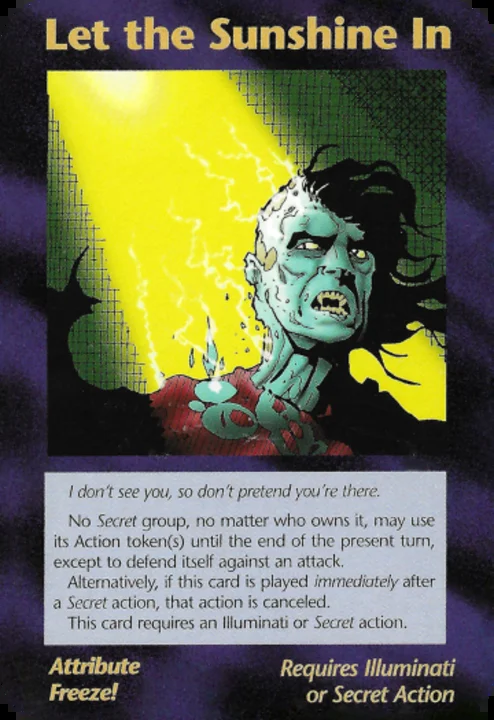 Let the Sunshine In
I don't see you, so don't pretend you're there.
No Secret group, no matter who owns it, may use
its Action token(s) until the end of the present turn,
except to defend itself against an attack.
Alternatively, if this card is played immediately after
a Secret action, that action is canceled.
This card requires an Illuminati or Secret action.
Attribute
Freeze!
Requires Illuminati
or Secret Action